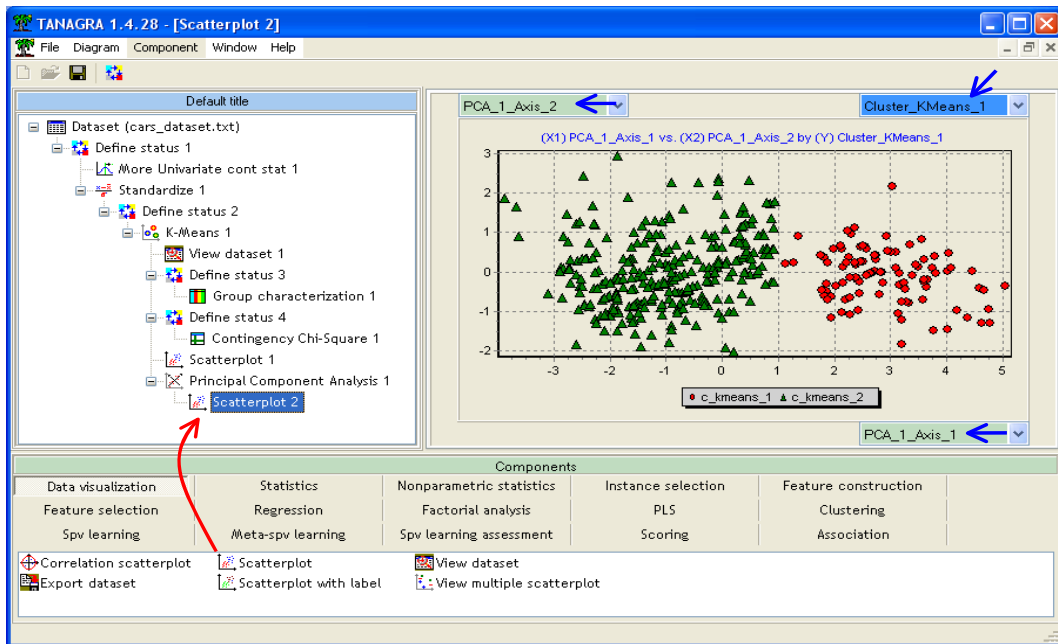 TANAGRA 1.4.28 - [Scatterplot 2]
File Diagram Component Window Help
Default title
Dataset (cars_dataset.txt)
Define status 1
More Univariate cont stat 1
Standardize 1
Define status 2
K-Means 1
View dataset 1
Define status 3
Group characterization 1
Define status 4
Contingency Chi-Square 1
Scatterplot 1
Principal Component Analysis 1
Scatterplot 2
PCA_1_Axis_2 Cluster_KMeans_1
(X1) PCA_1_Axis_1 vs. (X2) PCA_1_Axis_2 by (Y) Cluster_KMeans_1
3
2
1
0
-1
-2
-3 -2 -1 0 1 2 3 4 5
c_kmeans_1 c_kmeans_2
PCA_1_Axis_1
Components
Data visualization Statistics Nonparametric statistics Instance selection Feature construction
Feature selection Regression Factorial analysis PLS Clustering
Spv learning Meta-spv learning Spv learning assessment Scoring Association
Correlation scatterplot Scatterplot View dataset
Export dataset Scatterplot with label View multiple scatterplot